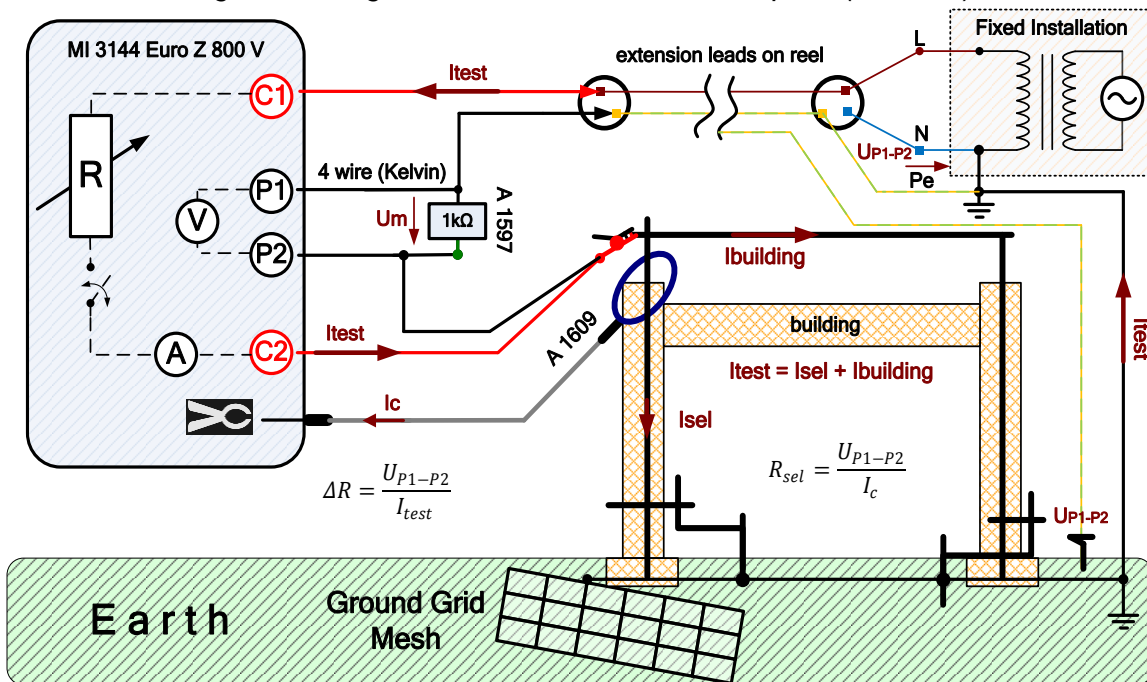 MI 3144 Euro Z 800 V
C1
R
P1
V
P2
A
C2
Itest
4 wire (Kelvin)
Um
1kΩ
A 1597
Itest
A 1609
Ic
extension leads on reel
L
N
UP1-P2
Pe
Fixed Installation
Ibuilding
building
Itest = Isel + Ibuilding
Isel
Itest
ΔR = UP1−P2 / Itest
Rsel = UP1−P2 / Ic
UP1-P2
Earth
Ground Grid
Mesh